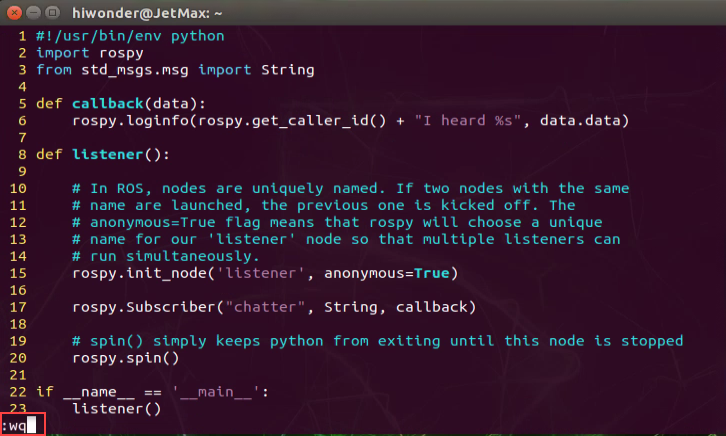 hiwonder@JetMax: ~
1 #!/usr/bin/env python
2 import rospy
3 from std_msgs.msg import String
4
5 def callback(data):
6     rospy.loginfo(rospy.get_caller_id() + "I heard %s", data.data)
7
8 def listener():
9
10     # In ROS, nodes are uniquely named. If two nodes with the same
11     # name are launched, the previous one is kicked off. The
12     # anonymous=True flag means that rospy will choose a unique
13     # name for our 'listener' node so that multiple listeners can
14     # run simultaneously.
15     rospy.init_node('listener', anonymous=True)
16
17     rospy.Subscriber("chatter", String, callback)
18
19     # spin() simply keeps python from exiting until this node is stopped
20     rospy.spin()
21
22 if __name__ == '__main__':
23     listener()
:wq